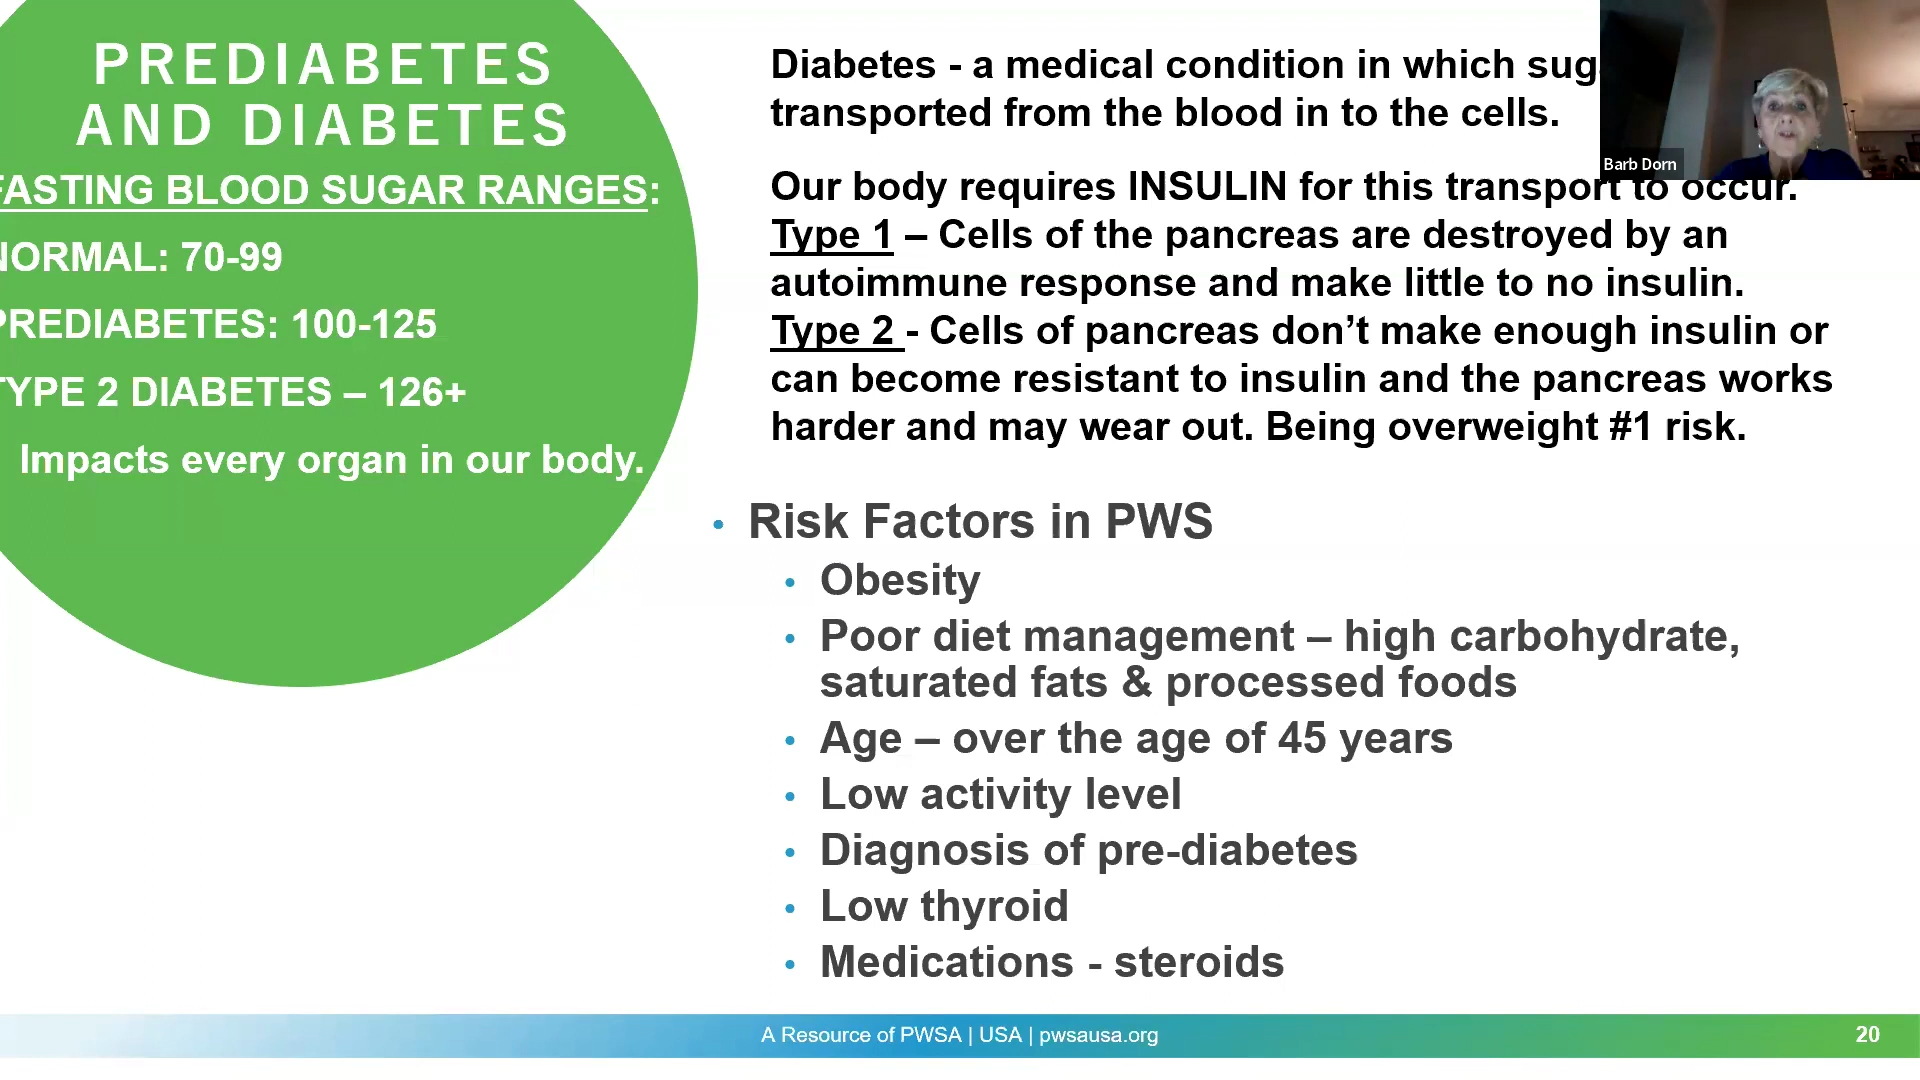 PREDIABETES
AND DIABETES
FASTING BLOOD SUGAR RANGES:
NORMAL: 70-99
PREDIABETES: 100-125
TYPE 2 DIABETES – 126+
Impacts every organ in our body.
Diabetes - a medical condition in which
transported from the blood in to the cells.
Our body requires INSULIN for this transport to occur.
Type 1 – Cells of the pancreas are destroyed by an
autoimmune response and make little to no insulin.
Type 2 - Cells of pancreas don’t make enough insulin or
can become resistant to insulin and the pancreas works
harder and may wear out. Being overweight #1 risk.
• Risk Factors in PWS
• Obesity
• Poor diet management – high carbohydrate,
saturated fats & processed foods
• Age – over the age of 45 years
• Low activity level
• Diagnosis of pre-diabetes
• Low thyroid
• Medications - steroids
Barb Dorn
A Resource of PWSA | USA | pwsausa.org
20